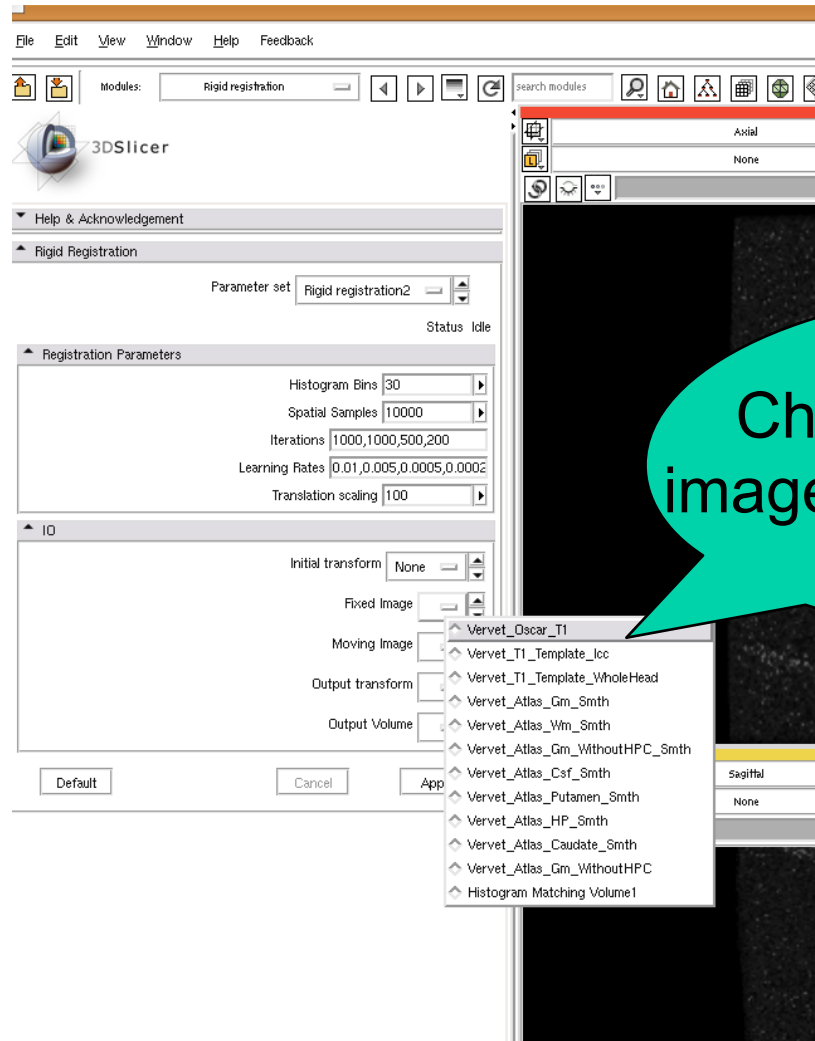 File Edit View Window Help Feedback
Modules: Rigid registration search modules
3DSlicer
Axial
None
Help & Acknowledgement
Rigid Registration
Parameter set Rigid registration2
Status Idle
Registration Parameters
Histogram Bins 30
Spatial Samples 10000
Iterations 1000,1000,500,200
Learning Rates 0.01,0.005,0.0005,0.0002
Translation scaling 100
IO
Initial transform None
Fixed Image
Moving Image
Output transform
Output Volume
Vervet_Oscar_T1
Vervet_T1_Template_Icc
Vervet_T1_Template_WholeHead
Vervet_Atlas_Gm_Smth
Vervet_Atlas_Wm_Smth
Vervet_Atlas_Gm_WithoutHPC_Smth
Vervet_Atlas_Csf_Smth
Vervet_Atlas_Putamen_Smth
Vervet_Atlas_HP_Smth
Vervet_Atlas_Caudate_Smth
Vervet_Atlas_Gm_WithoutHPC
Histogram Matching Volume1
Default Cancel App
Sagittal
None
Ch
image